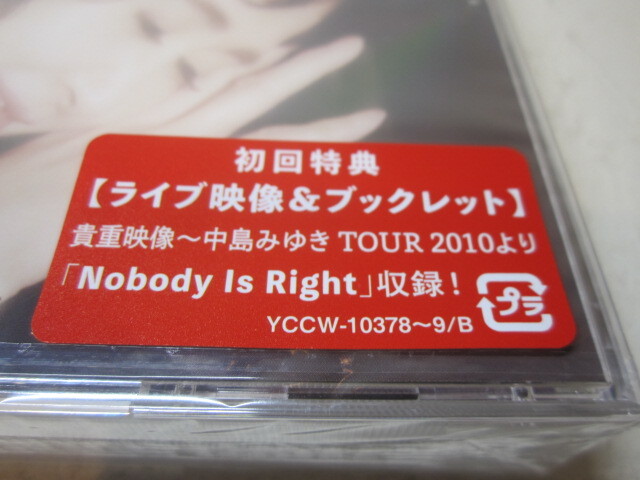 初回特典
【ライブ映像&ブックレット】
貴重映像〜中島みゆき TOUR 2010より
「Nobody Is Right」収録!
プラ
YCCW-10378〜9/B